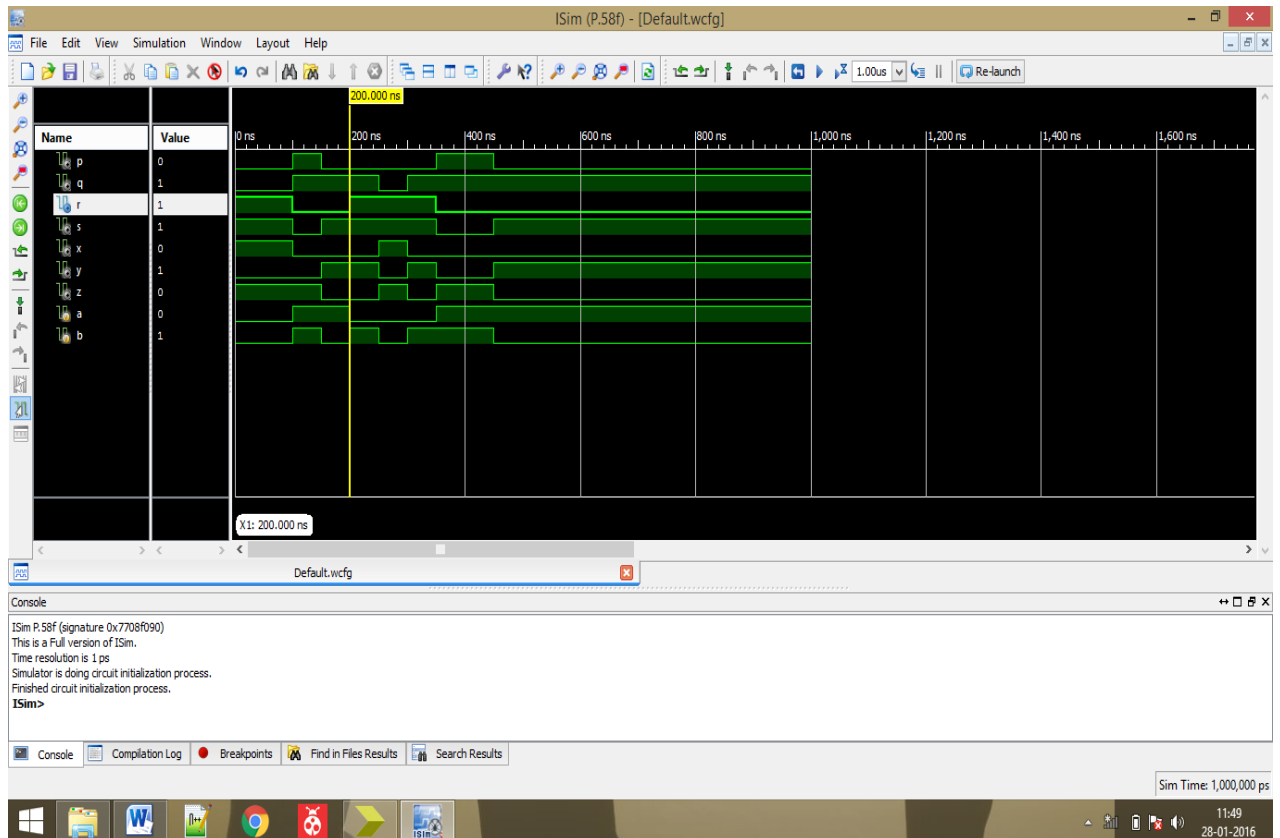 ISim (P.58f) - [Default.wcfg]
File Edit View Simulation Window Layout Help
1.00us Re-launch
200.000 ns
Name Value 0 ns 200 ns 400 ns 600 ns 800 ns 1,000 ns 1,200 ns 1,400 ns 1,600 ns
p 0
q 1
r 1
s 1
x 0
y 1
z 0
a 0
b 1
X1: 200.000 ns
Default.wcfg
Console
ISim P.58f (signature 0x7708f090)
This is a Full version of ISim.
Time resolution is 1 ps
Simulator is doing circuit initialization process.
Finished circuit initialization process.
ISim>
Console Compilation Log Breakpoints Find in Files Results Search Results
Sim Time: 1,000,000 ps
11:49
28-01-2016